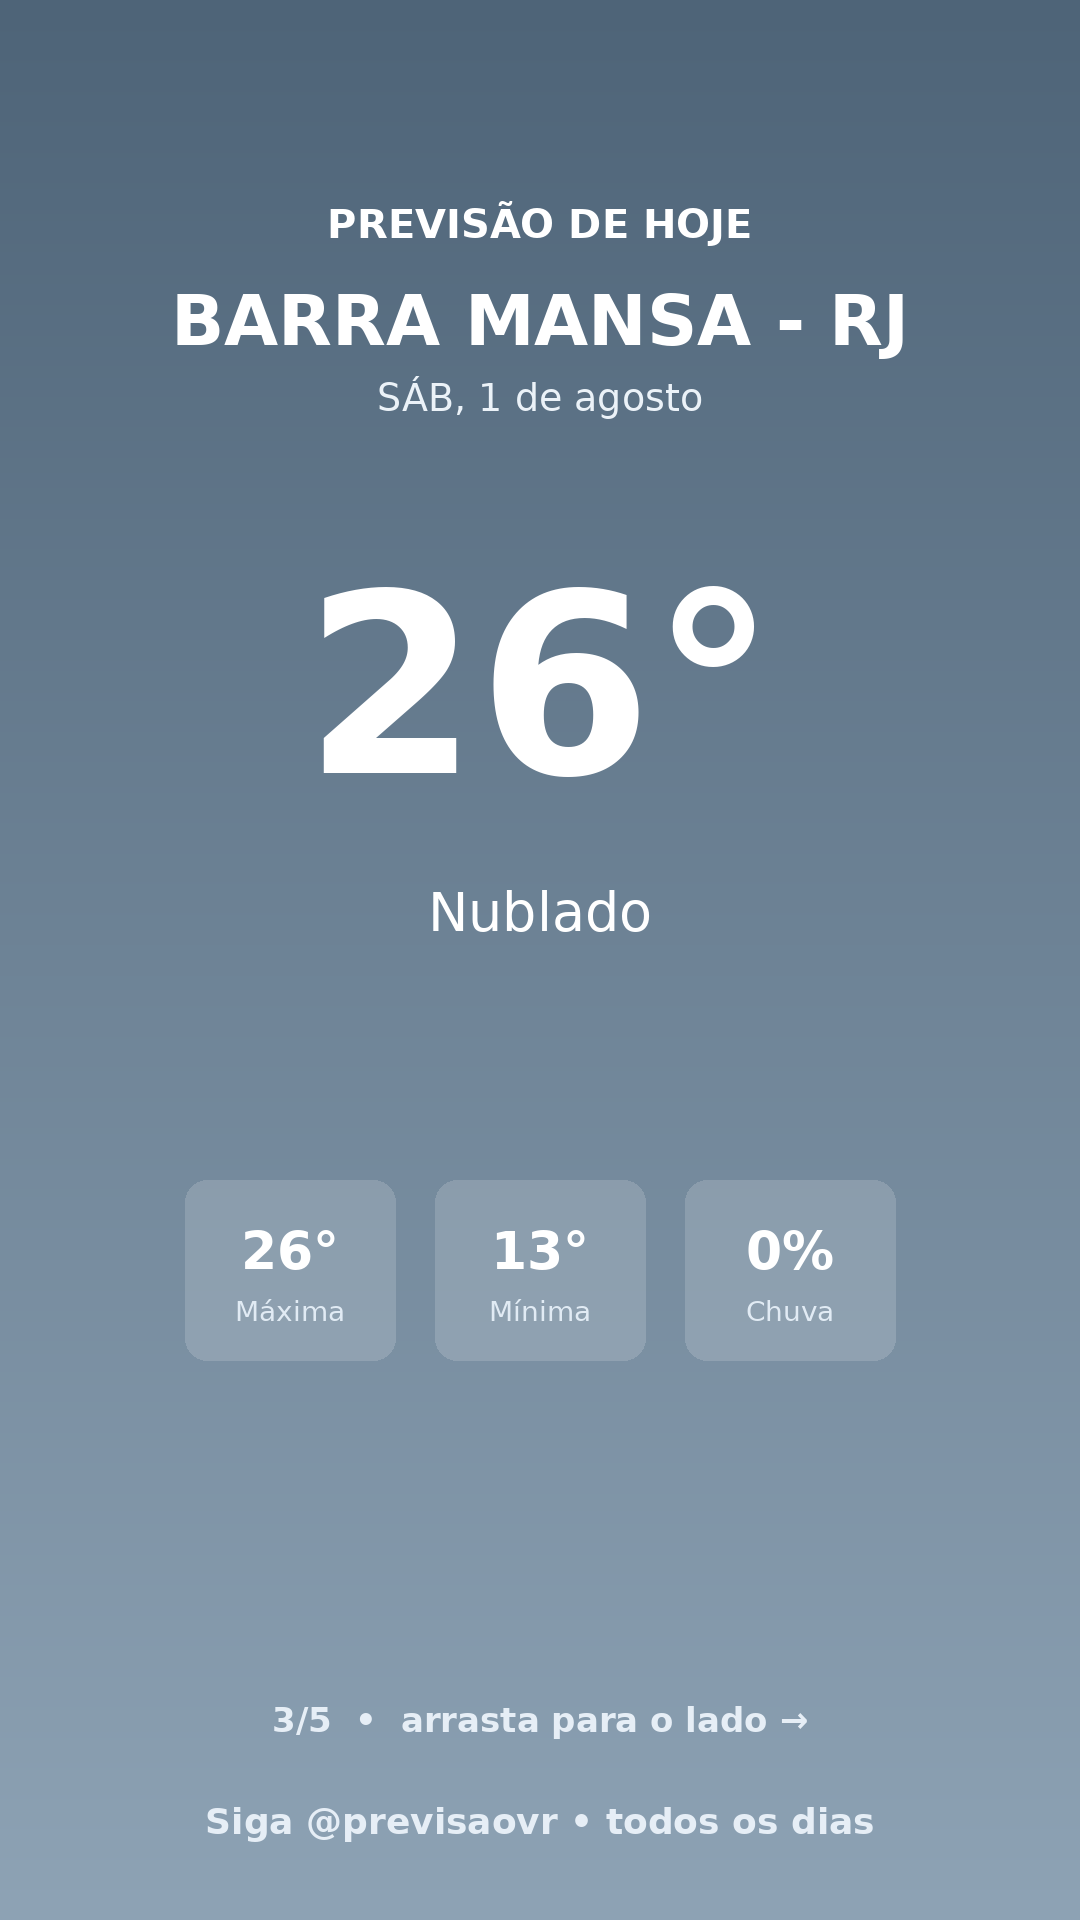 PREVISÃO DE HOJE
BARRA MANSA - RJ
SÁB, 1 de agosto
26°
Nublado
26° 13° 0%
Máxima Mínima Chuva
3/5 • arrasta para o lado →
Siga @previsaovr • todos os dias